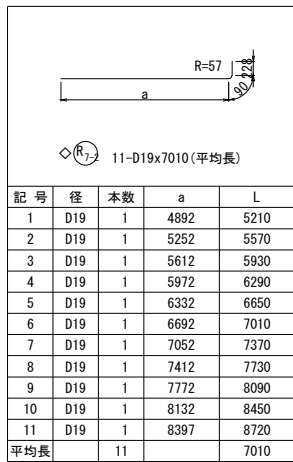 R=57
228
90
a
R7-2 11-D19x7010(平均長)
記 号 径 本数 a L
1 D19 1 4892 5210
2 D19 1 5252 5570
3 D19 1 5612 5930
4 D19 1 5972 6290
5 D19 1 6332 6650
6 D19 1 6692 7010
7 D19 1 7052 7370
8 D19 1 7412 7730
9 D19 1 7772 8090
10 D19 1 8132 8450
11 D19 1 8397 8720
平均長 11 7010